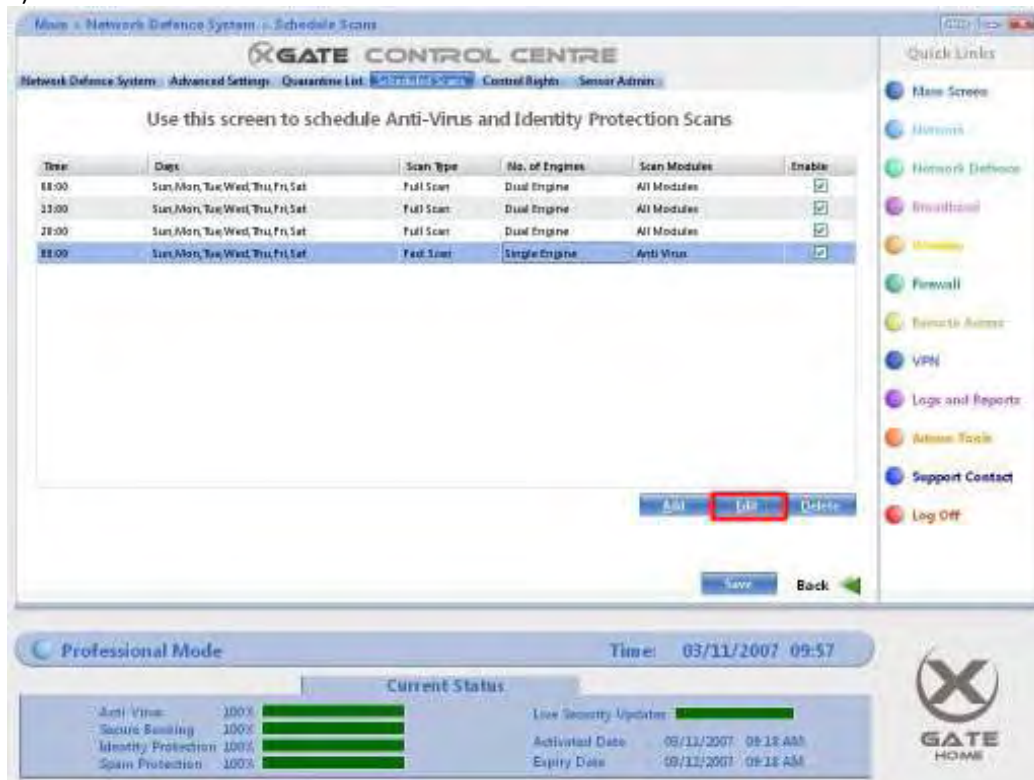 Main : Network Defence System : Schedule Scans
XGATE CONTROL CENTRE
Network Defence System Advanced Settings Quarantine List Scheduled Scans Control Rights Sensor Admin
Use this screen to schedule Anti-Virus and Identity Protection Scans
Time Days Scan Type No. of Engines Scan Modules Enable
Sun,Mon,Tue,Wed,Thu,Fri,Sat Full Scan Dual Engine All Modules
Sun,Mon,Tue,Wed,Thu,Fri,Sat Full Scan Dual Engine All Modules
Sun,Mon,Tue,Wed,Thu,Fri,Sat Full Scan Dual Engine All Modules
Sun,Mon,Tue,Wed,Thu,Fri,Sat Fast Scan Single Engine Anti Virus
Add Edit Delete
Save Back
Quick Links
Main Screen
Network
Network Defence
Broadband
Wireless
Firewall
Remote Access
VPN
Logs and Reports
Admin Tools
Support Contact
Log Off
Professional Mode Time: 03/11/2007 09:57
Current Status
Anti Virus 100%
Secure Banking 100%
Identity Protection 100%
Spam Protection 100%
Live Security Updates
Activated Date 09:18 AM
Expiry Date 09:18 AM
X
GATE
HOME